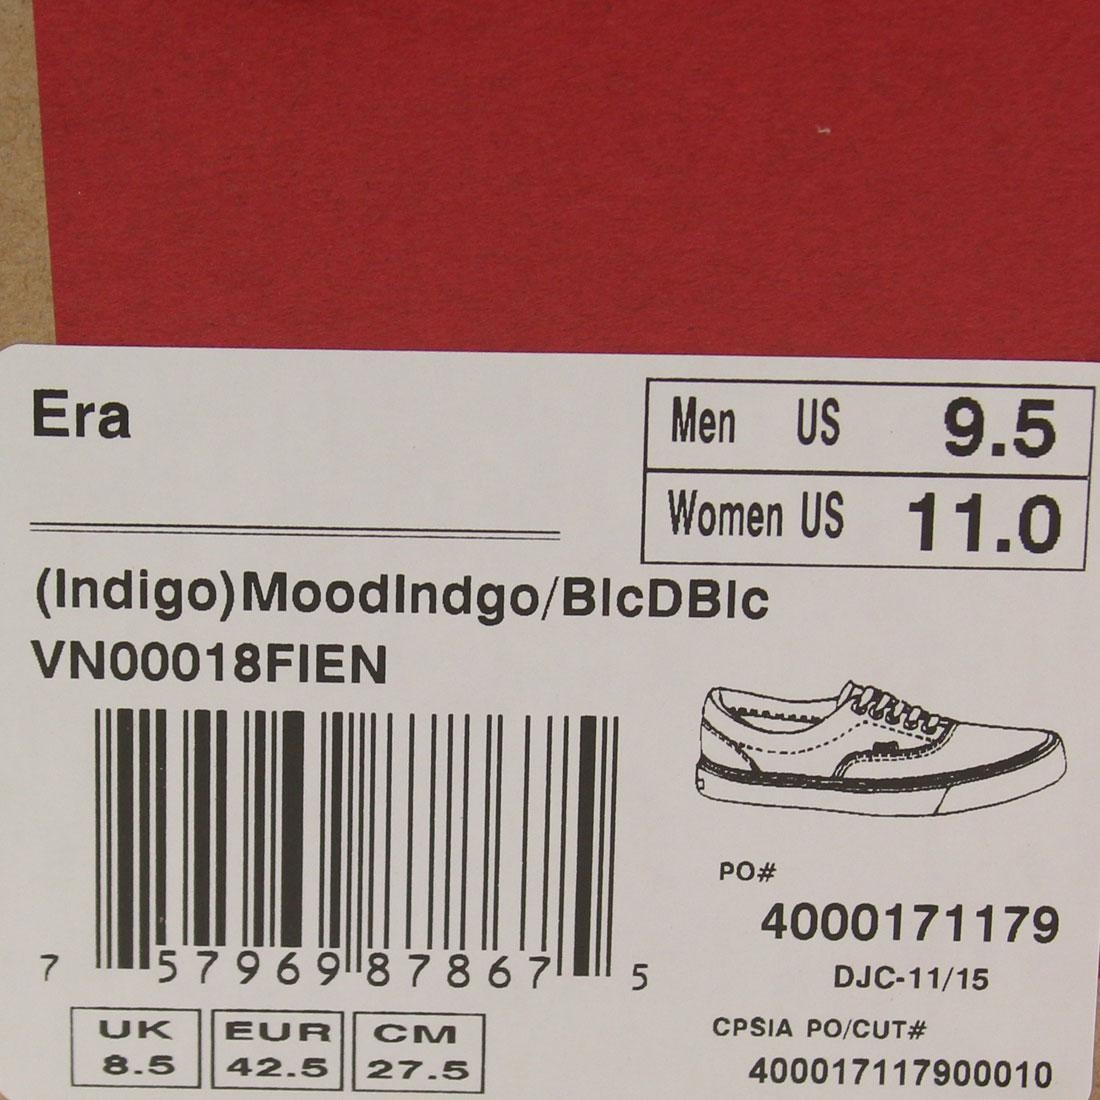 Era
Men US 9.5
Women US 11.0
(Indigo)MoodIndgo/BlcDBlc
VN00018FIEN
7 57969 87867 5
PO#
4000171179
DJC-11/15
CPSIA PO/CUT#
400017117900010
UK EUR CM
8.5 42.5 27.5